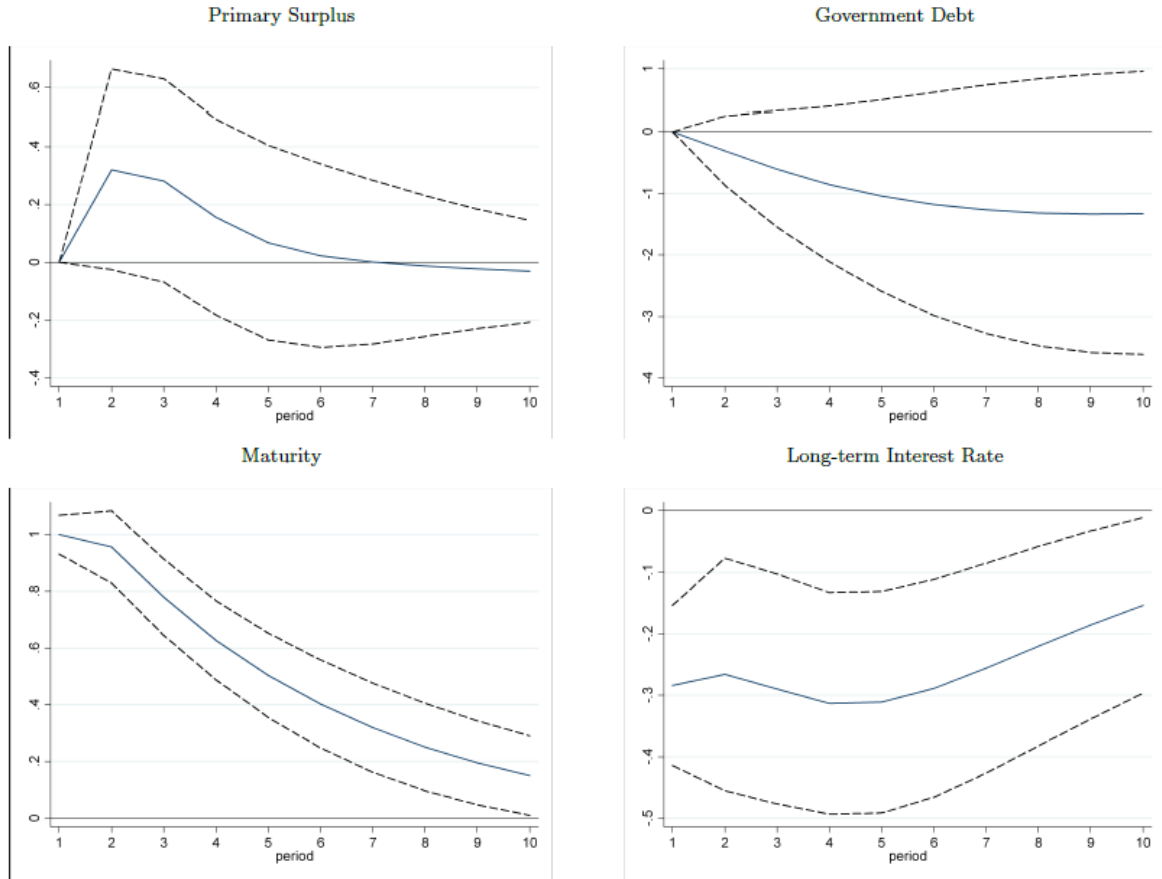 Primary Surplus
.6
.4
.2
0
-.2
-.4
1 2 3 4 5 6 7 8 9 10
period
Government Debt
1
0
-1
-2
-3
-4
1 2 3 4 5 6 7 8 9 10
period
Maturity
1
.8
.6
.4
.2
0
1 2 3 4 5 6 7 8 9 10
period
Long-term Interest Rate
0
-.1
-.2
-.3
-.4
-.5
1 2 3 4 5 6 7 8 9 10
period